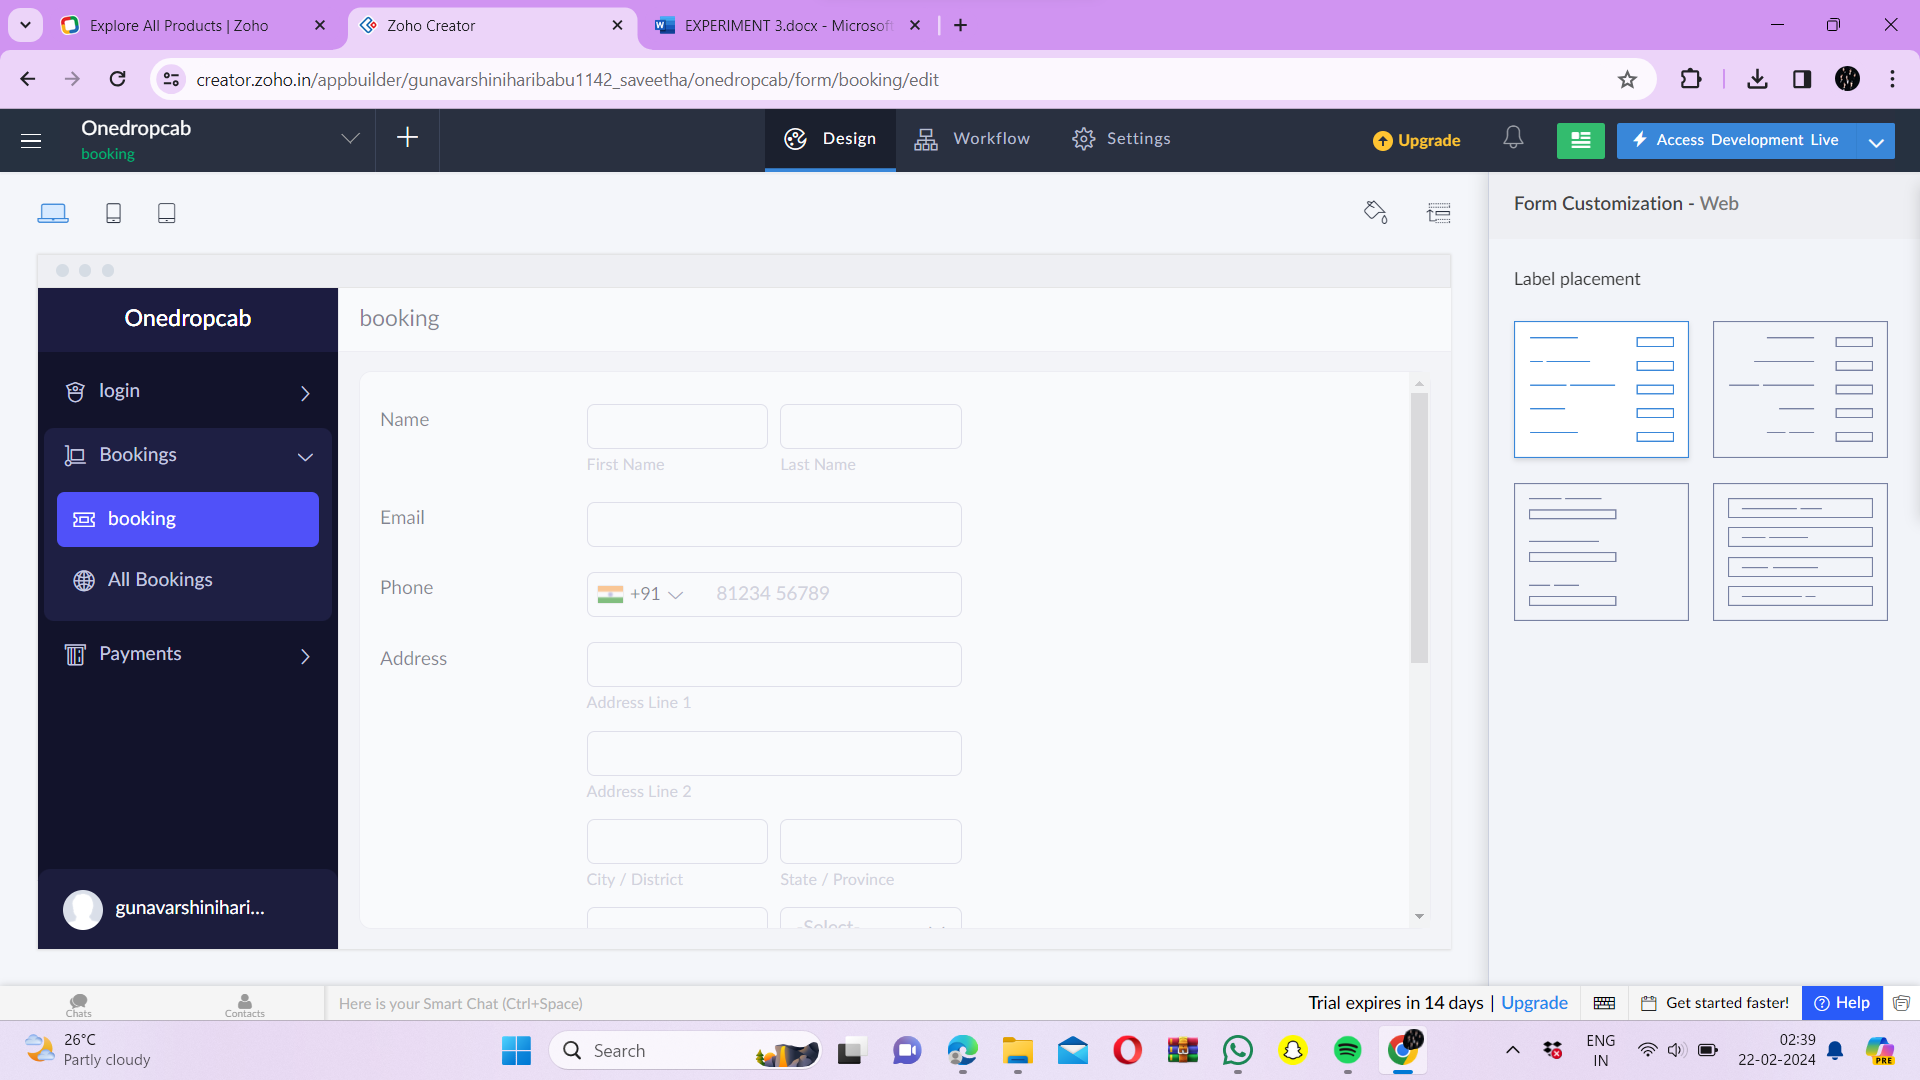 Explore All Products | Zoho
Zoho Creator
EXPERIMENT 3.docx - Microsoft
creator.zoho.in/appbuilder/gunavarshiniharibabu1142_saveetha/onedropcab/form/booking/edit
Onedropcab
booking
Design
Workflow
Settings
Upgrade
Access Development Live
Form Customization - Web
Label placement
Onedropcab
login
Bookings
booking
All Bookings
Payments
gunavarshinihari...
booking
Name
First Name
Last Name
Email
Phone
+91
81234 56789
Address
Address Line 1
Address Line 2
City / District
State / Province
-Select-
Chats
Contacts
Here is your Smart Chat (Ctrl+Space)
Trial expires in 14 days | Upgrade
Get started faster!
Help
26°C
Partly cloudy
Search
ENG
IN
02:39
22-02-2024
PRE